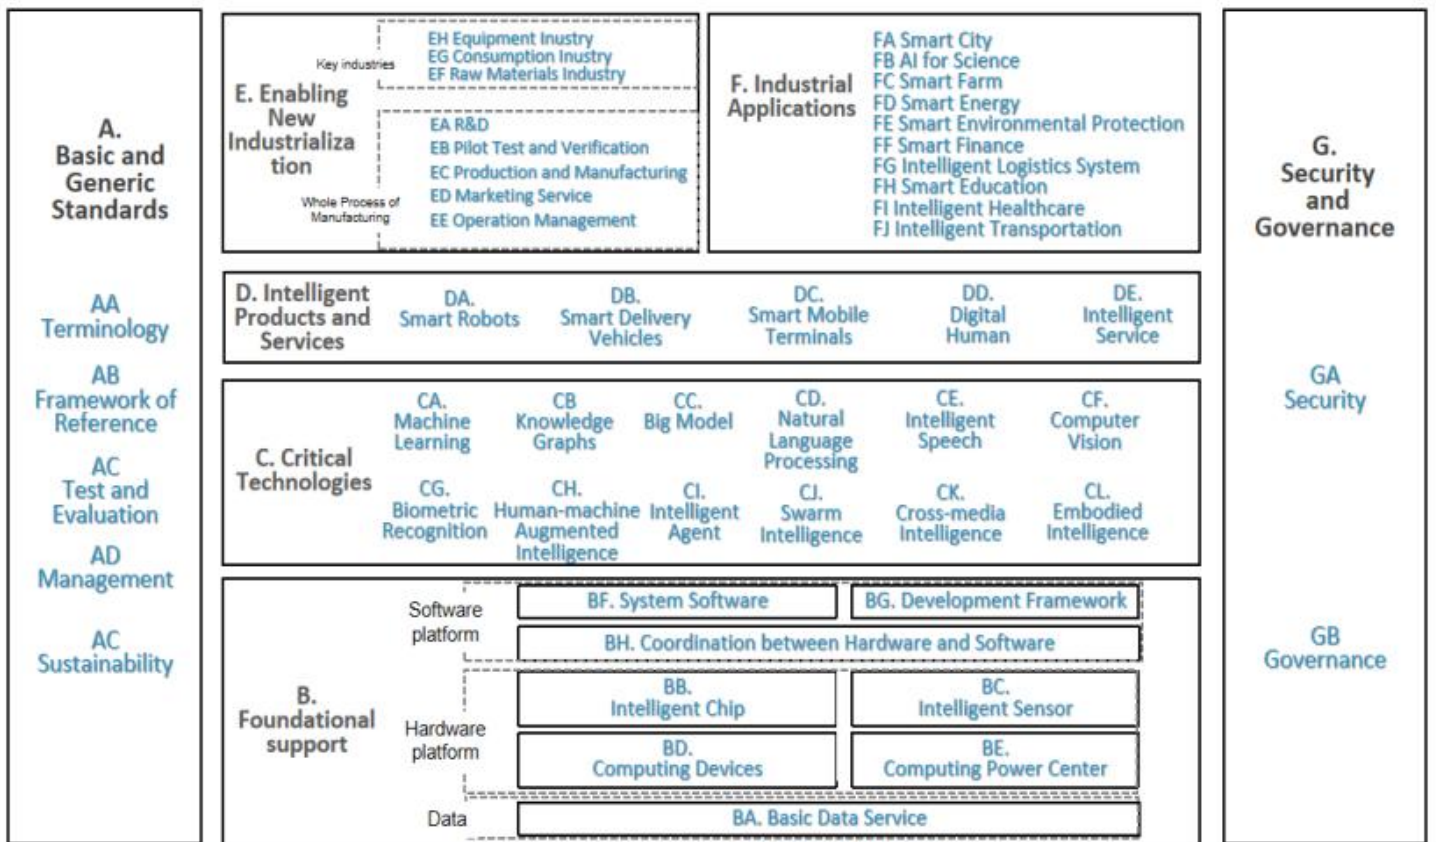 A.
Basic and
Generic
Standards
AA
Terminology
AB
Framework of
Reference
AC
Test and
Evaluation
AD
Management
AC
Sustainability
E. Enabling
New
Industrializa
tion
Key industries
EH Equipment Inustry
EG Consumption Inustry
EF Raw Materials Industry
Whole Process of
Manufacturing
EA R&D
EB Pilot Test and Verification
EC Production and Manufacturing
ED Marketing Service
EE Operation Management
F. Industrial
Applications
FA Smart City
FB AI for Science
FC Smart Farm
FD Smart Energy
FE Smart Environmental Protection
FF Smart Finance
FG Intelligent Logistics System
FH Smart Education
FI Intelligent Healthcare
FJ Intelligent Transportation
D. Intelligent
Products and
Services
DA.
Smart Robots
DB.
Smart Delivery
Vehicles
DC.
Smart Mobile
Terminals
DD.
Digital
Human
DE.
Intelligent
Service
C. Critical
Technologies
CA.
Machine
Learning
CB
Knowledge
Graphs
CC.
Big Model
CD.
Natural
Language
Processing
CE.
Intelligent
Speech
CF.
Computer
Vision
CG.
Biometric
Recognition
CH.
Human-machine
Augmented
Intelligence
CI.
Intelligent
Agent
CJ.
Swarm
Intelligence
CK.
Cross-media
Intelligence
CL.
Embodied
Intelligence
B.
Foundational
support
Software
platform
BF. System Software
BG. Development Framework
BH. Coordination between Hardware and Software
Hardware
platform
BB.
Intelligent Chip
BC.
Intelligent Sensor
BD.
Computing Devices
BE.
Computing Power Center
Data
BA. Basic Data Service
G.
Security
and
Governance
GA
Security
GB
Governance